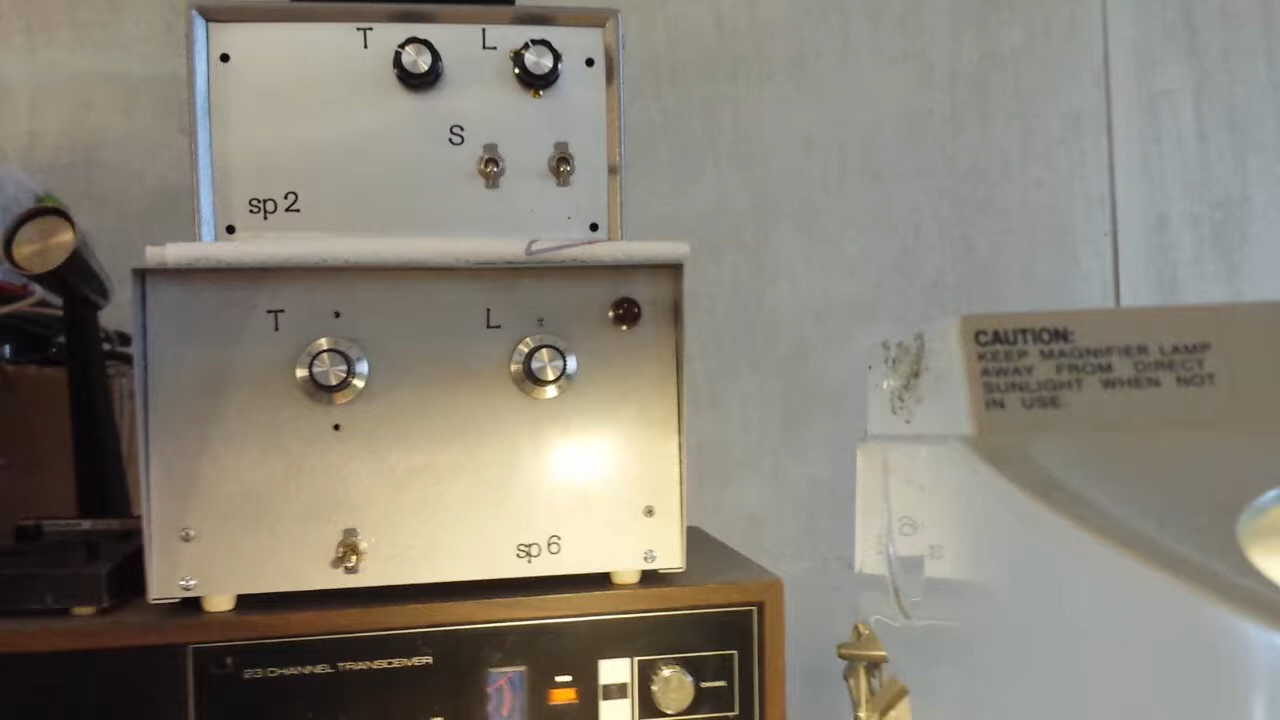 T L
S
sp 2
T L
sp 6
23 CHANNEL TRANSCEIVER
CHANNEL
CAUTION:
KEEP MAGNIFIER LAMP
AWAY FROM DIRECT
SUNLIGHT WHEN NOT
IN USE.